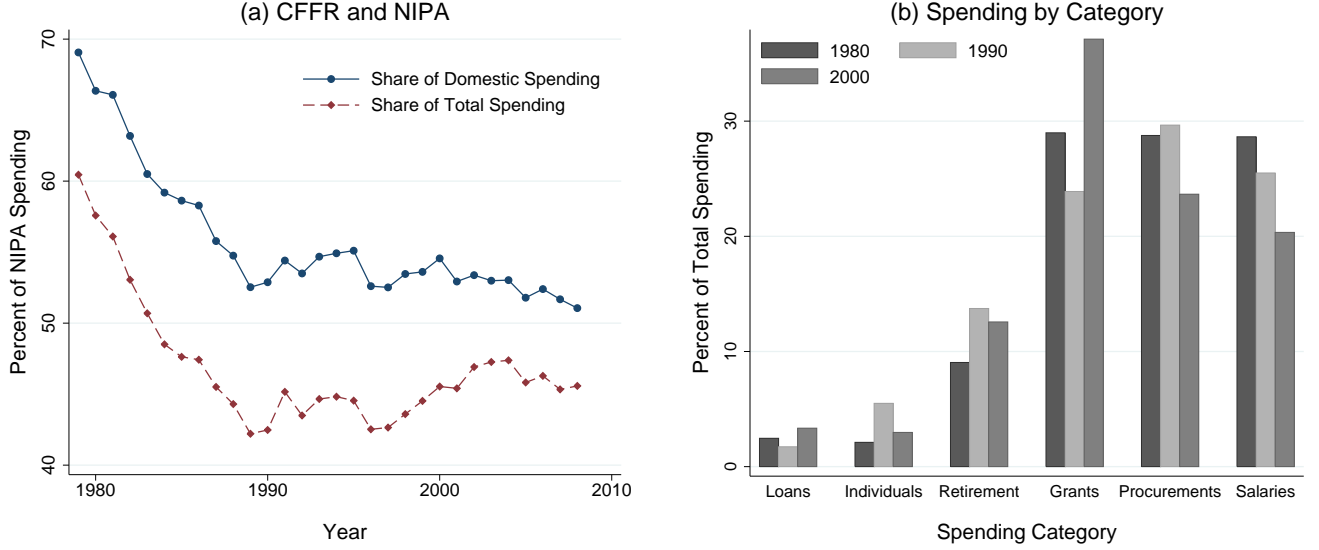 (a) CFFR and NIPA
Percent of NIPA Spending
70
60
50
40
Share of Domestic Spending
Share of Total Spending
1980 1990 2000 2010
Year
(b) Spending by Category
Percent of Total Spending
30
20
10
0
1980 1990
2000
Loans Individuals Retirement Grants Procurements Salaries
Spending Category